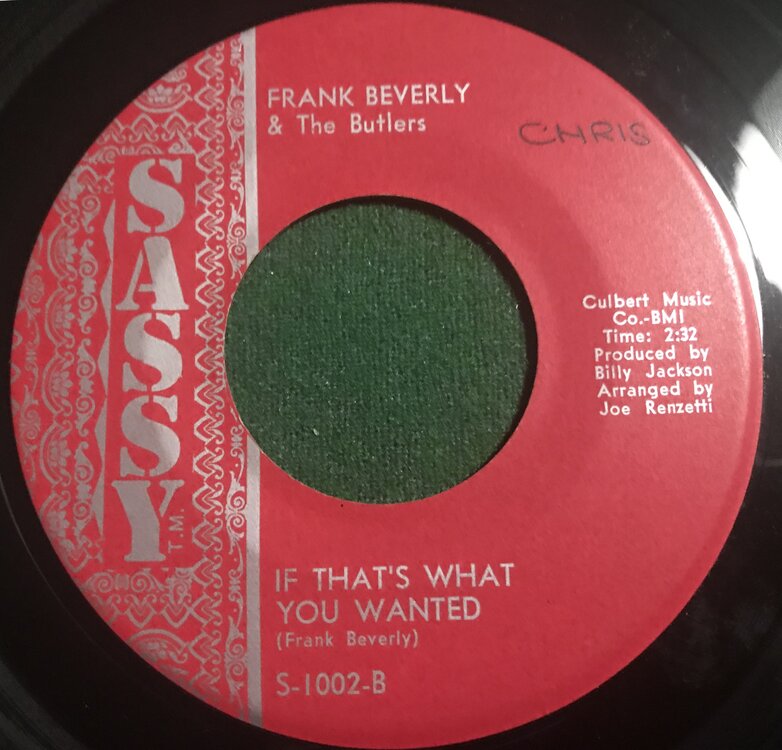 FRANK BEVERLY
& The Butlers
CHRIS
SASSY
T.M.
Culbert Music
Co.-BMI
Time: 2:32
Produced by
Billy Jackson
Arranged by
Joe Renzetti
IF THAT'S WHAT
YOU WANTED
(Frank Beverly)
S-1002-B